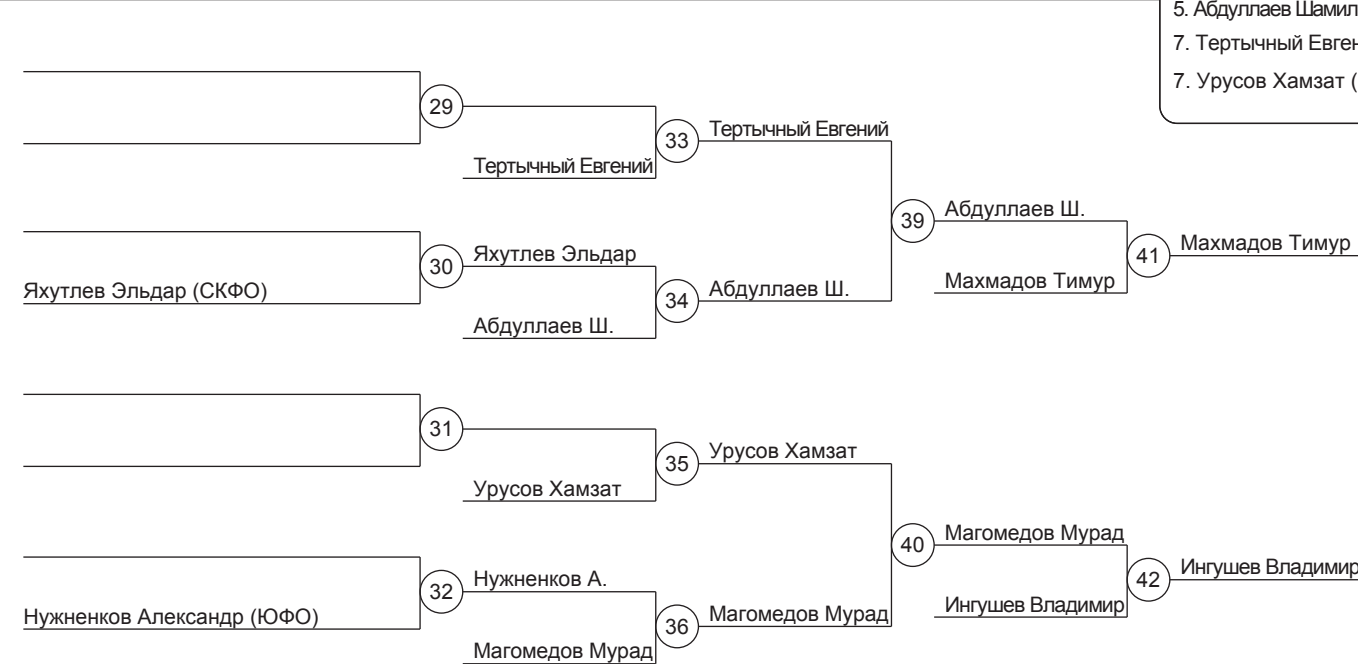 5. Абдуллаев Шамил
7. Тертычный Евген
7. Урусов Хамзат (
29
33
Тертычный Евгений
Тертычный Евгений
39
Абдуллаев Ш.
41
Махмадов Тимур
30
Яхутлев Эльдар
Яхутлев Эльдар (СКФО)
34
Абдуллаев Ш.
Махмадов Тимур
Абдуллаев Ш.
31
35
Урусов Хамзат
Урусов Хамзат
40
Магомедов Мурад
42
Ингушев Владимир
32
Нужненков А.
Ингушев Владимир
Нужненков Александр (ЮФО)
36
Магомедов Мурад
Магомедов Мурад